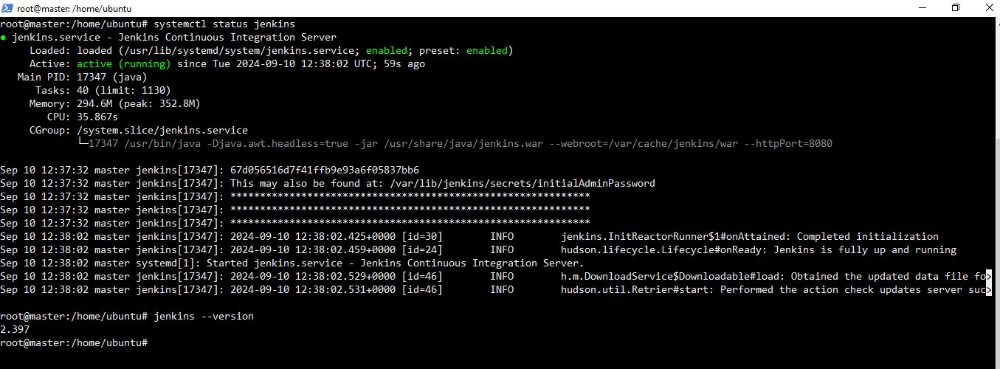 root@master: /home/ubuntu
root@master:/home/ubuntu# systemctl status jenkins
● jenkins.service - Jenkins Continuous Integration Server
Loaded: loaded (/usr/lib/systemd/system/jenkins.service; enabled; preset: enabled)
Active: active (running) since Tue 2024-09-10 12:38:02 UTC; 59s ago
Main PID: 17347 (java)
Tasks: 40 (limit: 1130)
Memory: 294.6M (peak: 352.8M)
CPU: 35.867s
CGroup: /system.slice/jenkins.service
└─17347 /usr/bin/java -Djava.awt.headless=true -jar /usr/share/java/jenkins.war --webroot=/var/cache/jenkins/war --httpPort=8080
Sep 10 12:37:32 master jenkins[17347]: 67d056516d7f41ffb9e93a6f05837bb6
Sep 10 12:37:32 master jenkins[17347]: This may also be found at: /var/lib/jenkins/secrets/initialAdminPassword
Sep 10 12:37:32 master jenkins[17347]: *************************************************************
Sep 10 12:37:32 master jenkins[17347]: *************************************************************
Sep 10 12:37:32 master jenkins[17347]: *************************************************************
Sep 10 12:38:02 master jenkins[17347]: 2024-09-10 12:38:02.425+0000 [id=30] INFO jenkins.InitReactorRunner$1#onAttained: Completed initialization
Sep 10 12:38:02 master jenkins[17347]: 2024-09-10 12:38:02.459+0000 [id=24] INFO hudson.lifecycle.Lifecycle#onReady: Jenkins is fully up and running
Sep 10 12:38:02 master systemd[1]: Started jenkins.service - Jenkins Continuous Integration Server.
Sep 10 12:38:02 master jenkins[17347]: 2024-09-10 12:38:02.529+0000 [id=46] INFO h.m.DownloadService$Downloadable#load: Obtained the updated data file fo>
Sep 10 12:38:02 master jenkins[17347]: 2024-09-10 12:38:02.531+0000 [id=46] INFO hudson.util.Retrier#start: Performed the action check updates server suc>
root@master:/home/ubuntu# jenkins --version
2.397
root@master:/home/ubuntu#